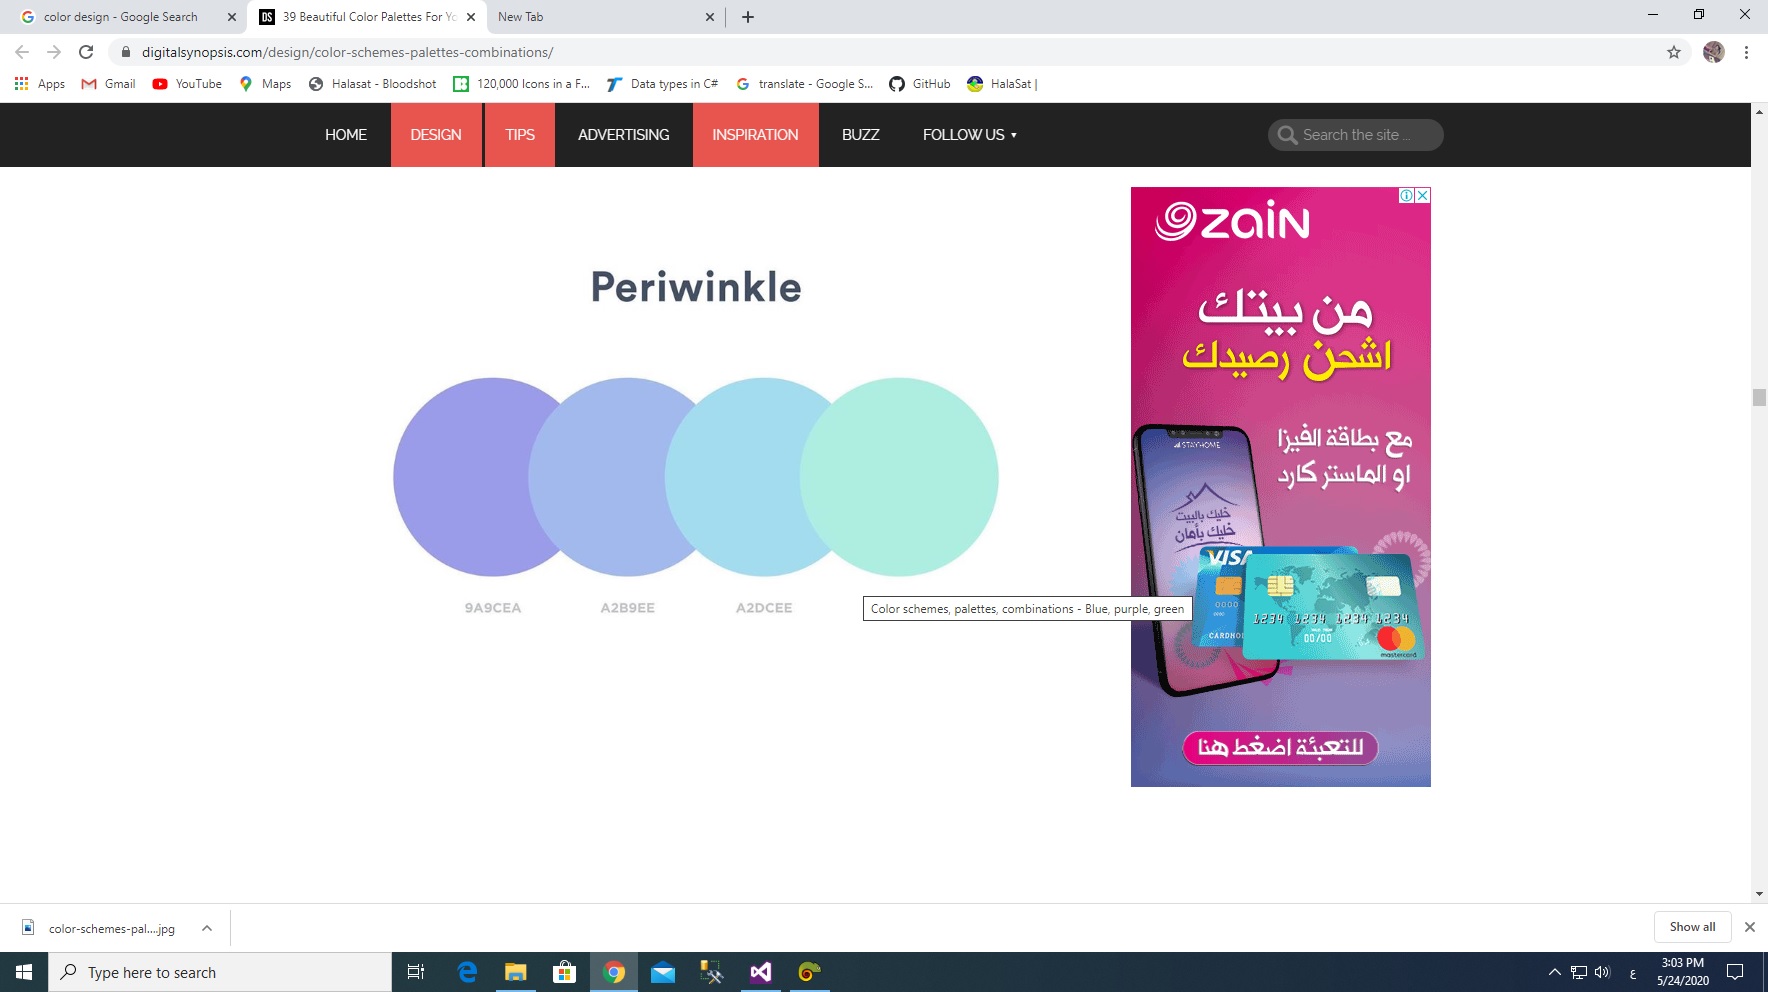 color design - Google Search
39 Beautiful Color Palettes For Yo
New Tab
digitalsynopsis.com/design/color-schemes-palettes-combinations/
Apps
Gmail
YouTube
Maps
Halasat - Bloodshot
120,000 Icons in a F...
Data types in C#
translate - Google S...
GitHub
HalaSat |
HOME
DESIGN
TIPS
ADVERTISING
INSPIRATION
BUZZ
FOLLOW US
Search the site ...
Periwinkle
9A9CEA
A2B9EE
A2DCEE
Color schemes, palettes, combinations - Blue, purple, green
zain
من بيتك
اشحن رصيدك
مع بطاقة الفيزا
او الماستر كارد
STAYHOME
خليك بالبيت
خليك بأمان
VISA
CARDHO
1234 1234 1234 1234
00/00
mastercard
للتعبئة اضغط هنا
color-schemes-pal....jpg
Show all
Type here to search
ع
3:03 PM
5/24/2020